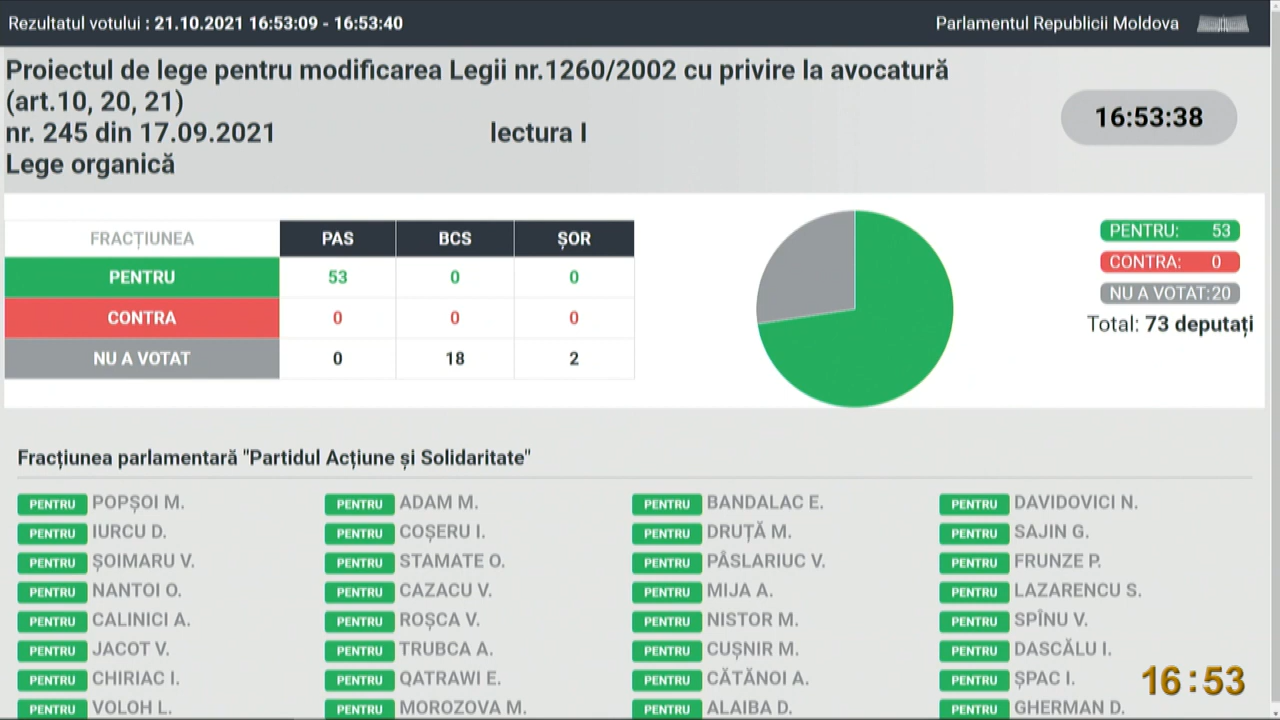 Rezultatul votului : 21.10.2021 16:53:09 - 16:53:40
Parlamentul Republicii Moldova
Proiectul de lege pentru modificarea Legii nr.1260/2002 cu privire la avocatură
(art.10, 20, 21)
nr. 245 din 17.09.2021 lectura I
Lege organică
16:53:38
FRACȚIUNEA PAS BCS ȘOR
PENTRU 53 0 0
CONTRA 0 0 0
NU A VOTAT 0 18 2
PENTRU: 53
CONTRA: 0
NU A VOTAT: 20
Total: 73 deputați
Fracțiunea parlamentară "Partidul Acțiune și Solidaritate"
PENTRU POPȘOI M. PENTRU ADAM M. PENTRU BANDALAC E. PENTRU DAVIDOVICI N.
PENTRU IURCU D. PENTRU COȘERU I. PENTRU DRUȚĂ M. PENTRU SAJIN G.
PENTRU ȘOIMARU V. PENTRU STAMATE O. PENTRU PÂSLARIUC V. PENTRU FRUNZE P.
PENTRU NANTOI O. PENTRU CAZACU V. PENTRU MIJA A. PENTRU LAZARENCU S.
PENTRU CALINICI A. PENTRU ROȘCA V. PENTRU NISTOR M. PENTRU SPÎNU V.
PENTRU JACOT V. PENTRU TRUBCA A. PENTRU CUȘNIR M. PENTRU DASCĂLU I.
PENTRU CHIRIAC I. PENTRU QATRAWI E. PENTRU CĂTĂNOI A. PENTRU ȘPAC I.
PENTRU VOLOH L. PENTRU MOROZOVA M. PENTRU ALAIBA D. PENTRU GHERMAN D.
16:53